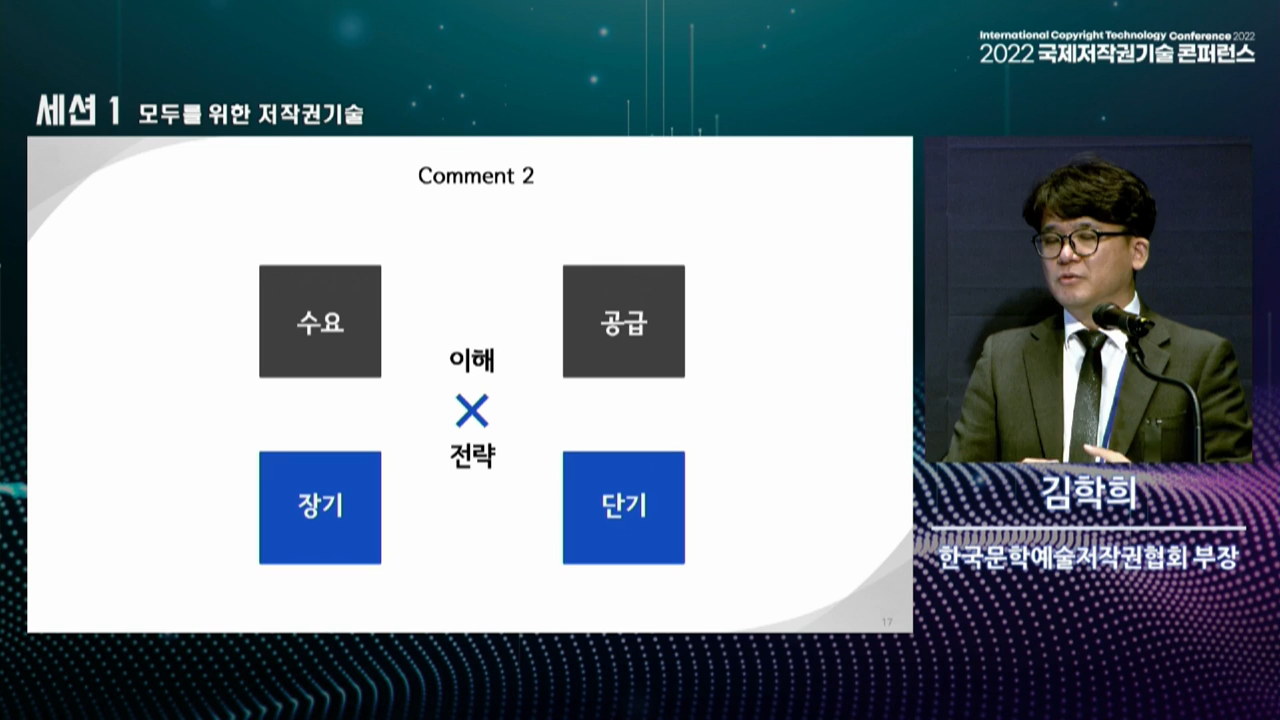 International Copyright Technology Conference 2022
2022 국제저작권기술 콘퍼런스
세션 1 모두를 위한 저작권기술
Comment 2
수요
공급
이해
×
전략
장기
단기
17
김학희
한국문학예술저작권협회 부장